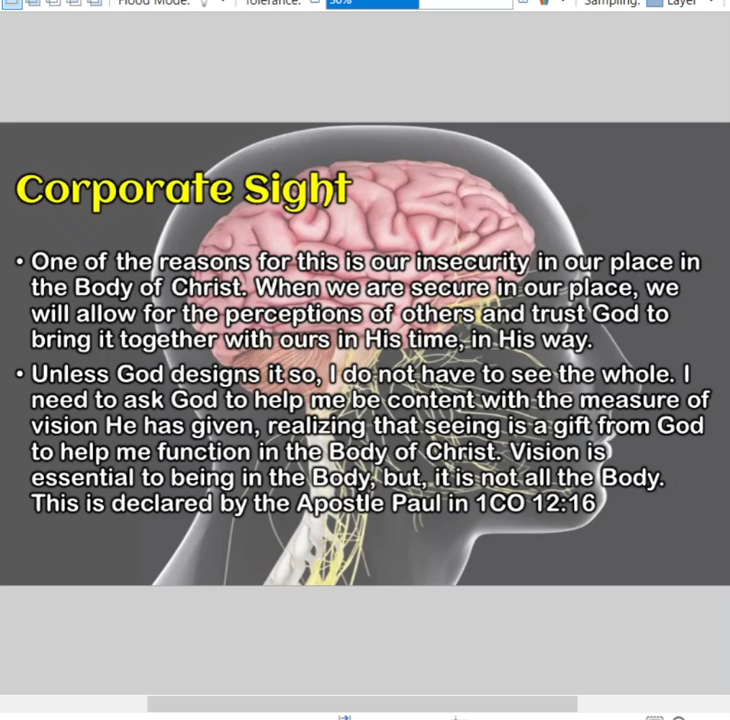 Flood Mode:
Tolerance:
50%
Sampling:
Layer
Corporate Sight
• One of the reasons for this is our insecurity in our place in
the Body of Christ. When we are secure in our place, we
will allow for the perceptions of others and trust God to
bring it together with ours in His time, in His way.
• Unless God designs it so, I do not have to see the whole. I
need to ask God to help me be content with the measure of
vision He has given, realizing that seeing is a gift from God
to help me function in the Body of Christ. Vision is
essential to being in the Body, but, it is not all the Body.
This is declared by the Apostle Paul in 1CO 12:16